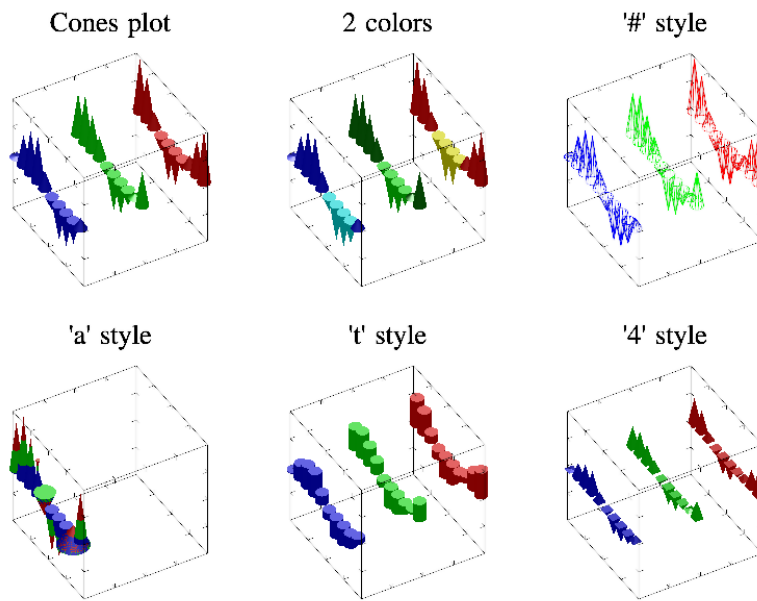 Cones plot
2 colors
'#' style
'a' style
't' style
'4' style